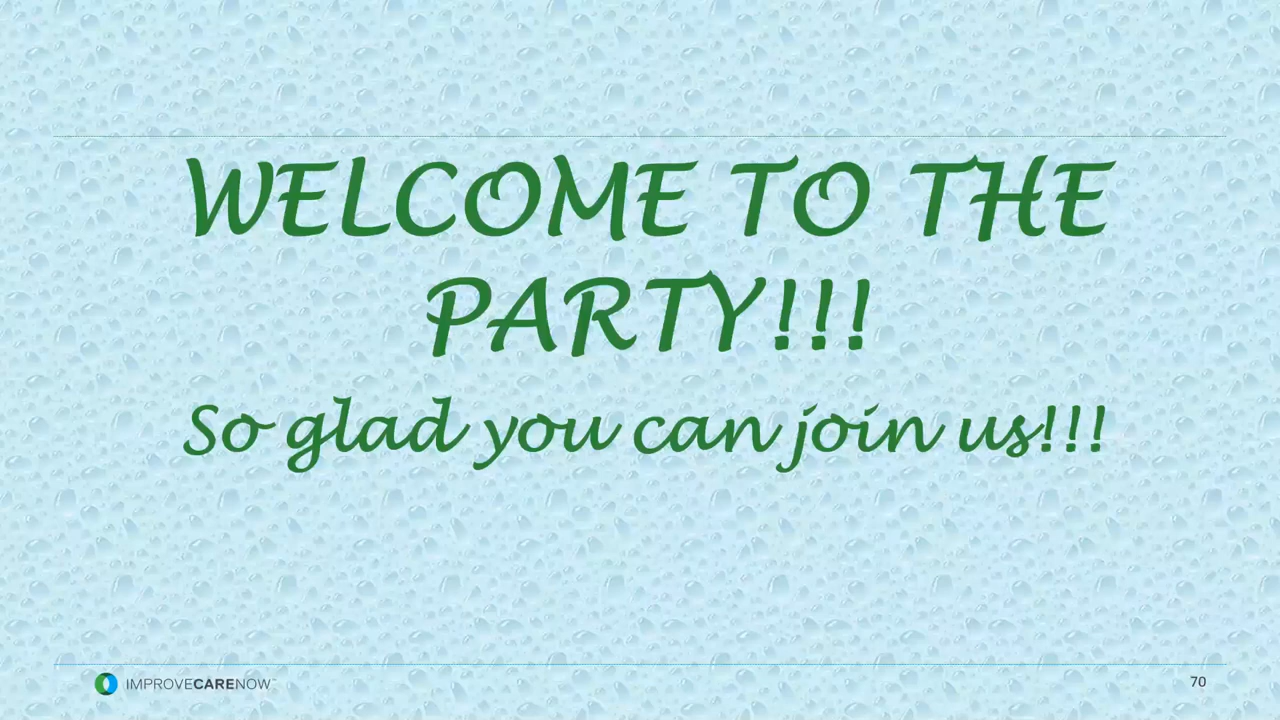 WELCOME TO THE
PARTY!!!
So glad you can join us!!!
IMPROVECARENOW
70